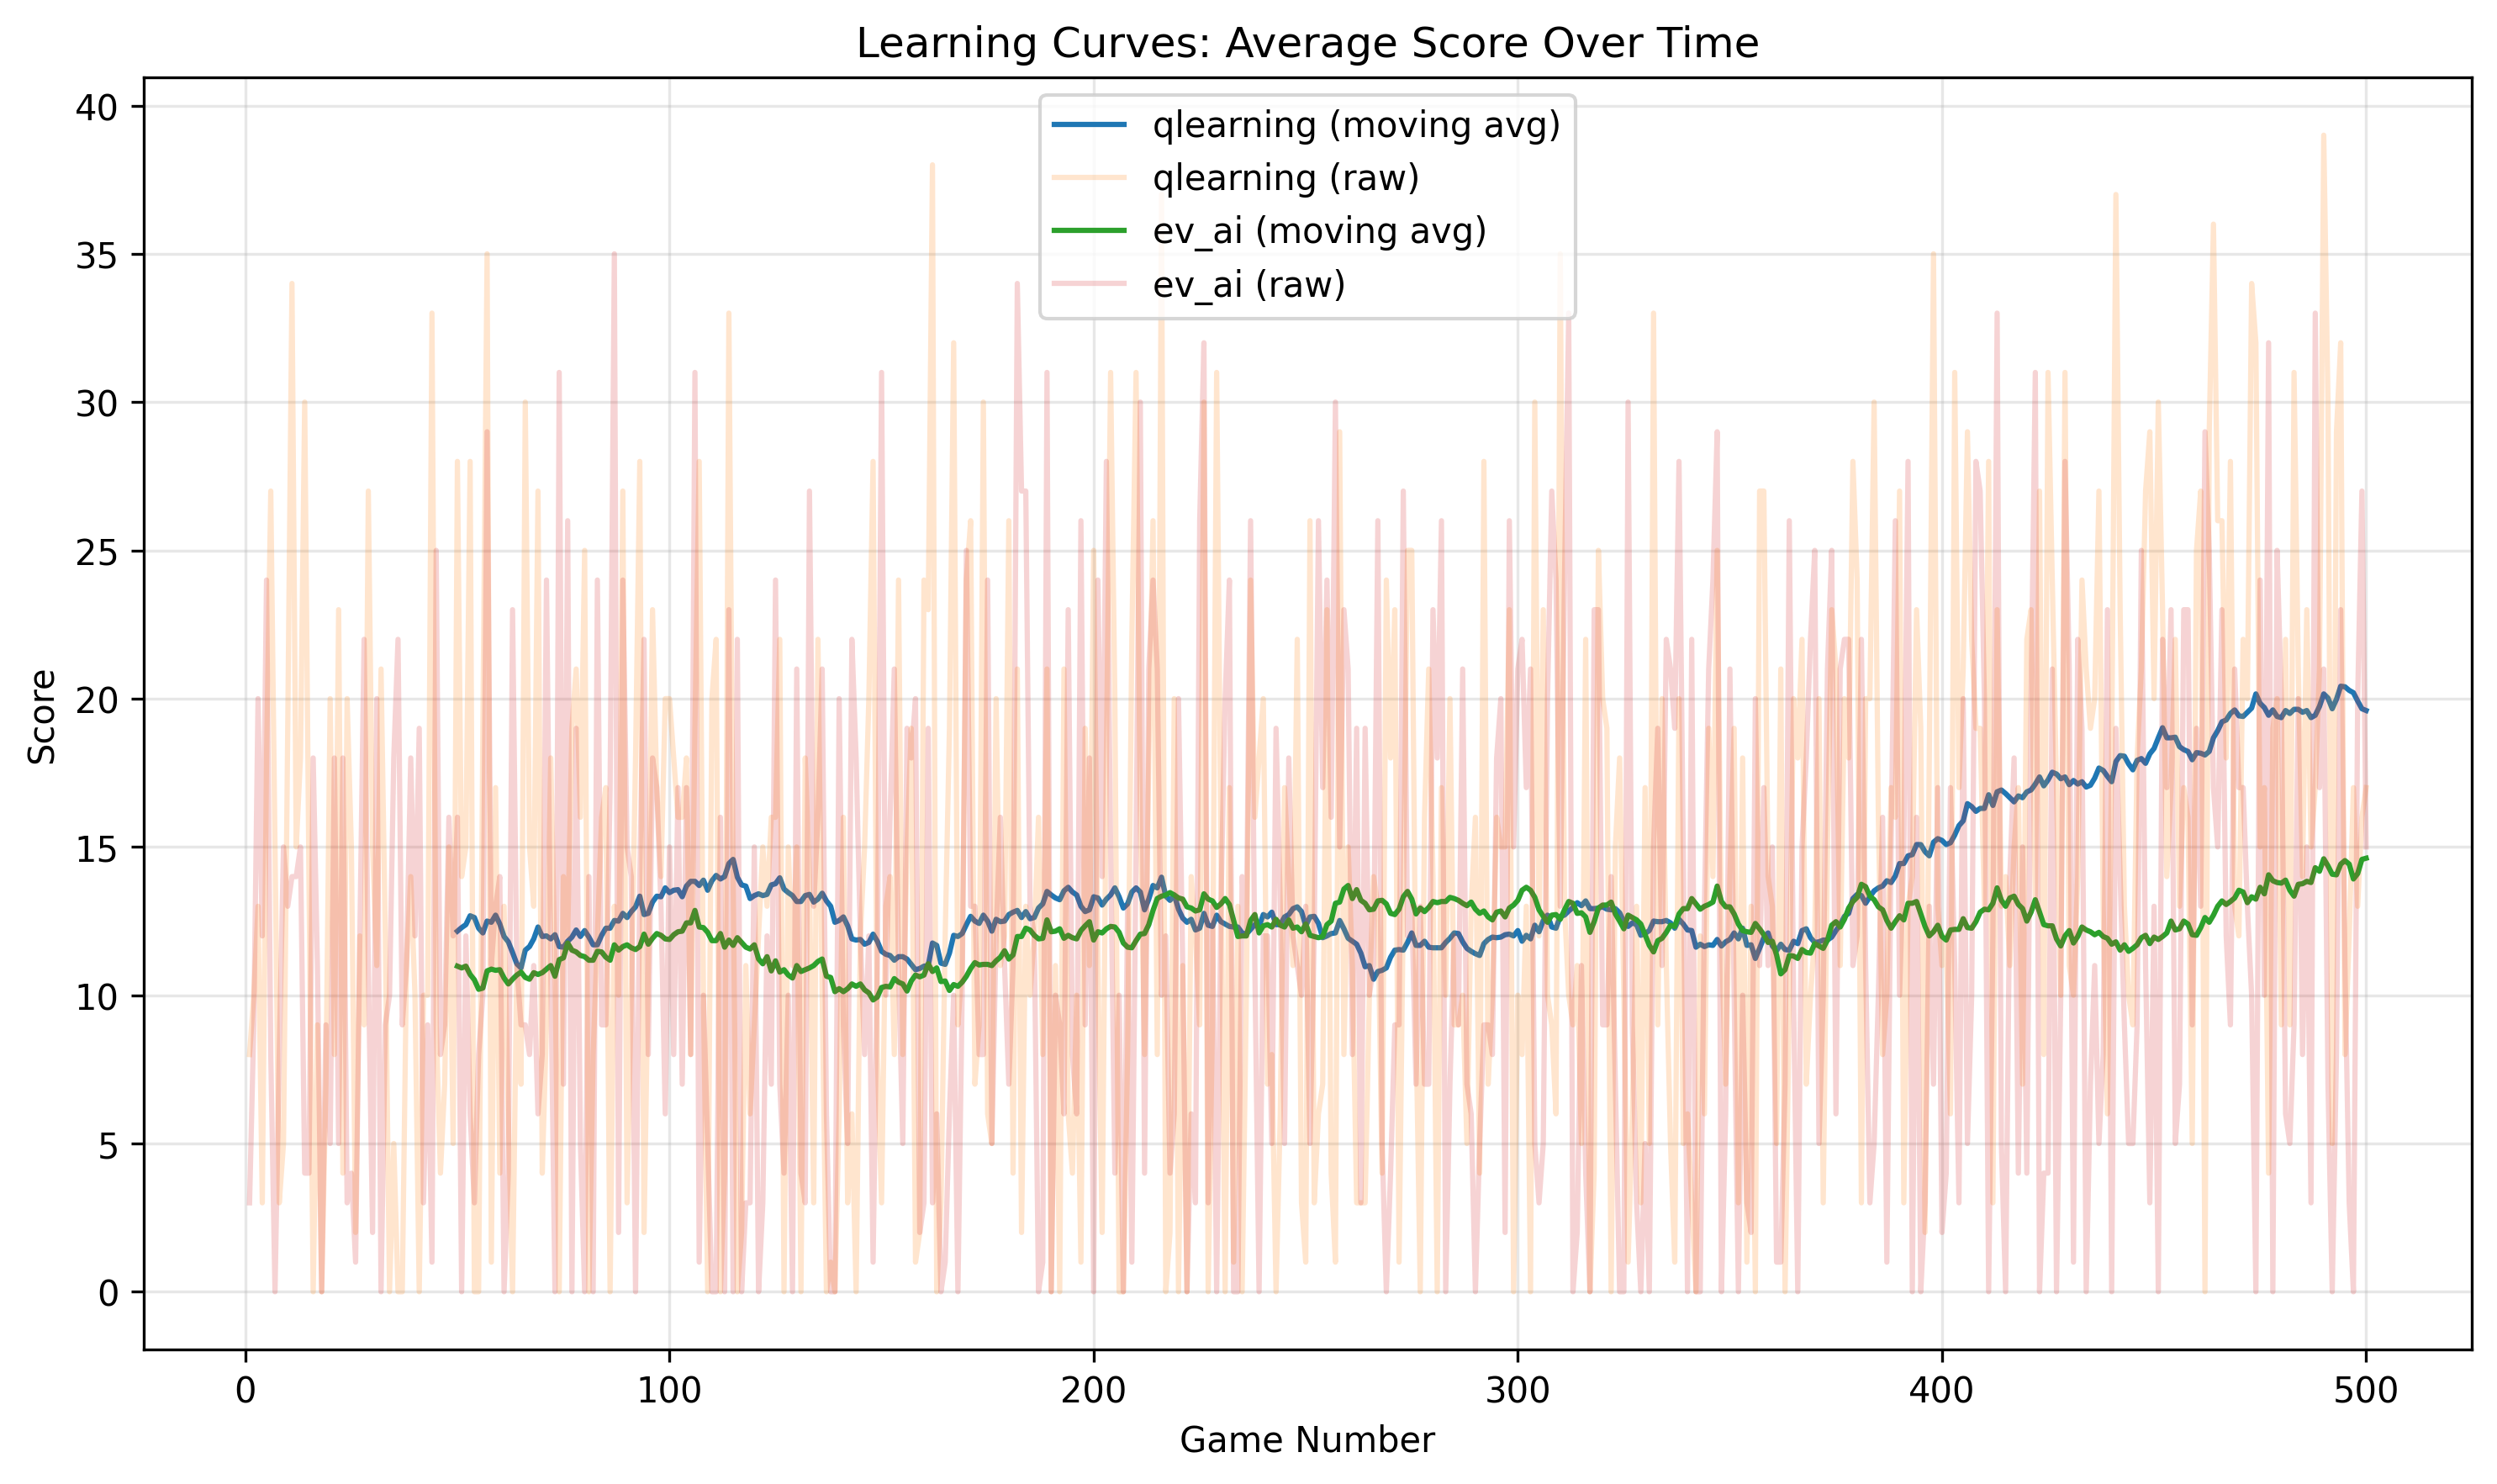 Learning Curves: Average Score Over Time
qlearning (moving avg)
qlearning (raw)
ev_ai (moving avg)
ev_ai (raw)
Score
40
35
30
25
20
15
10
5
0
0 100 200 300 400 500
Game Number